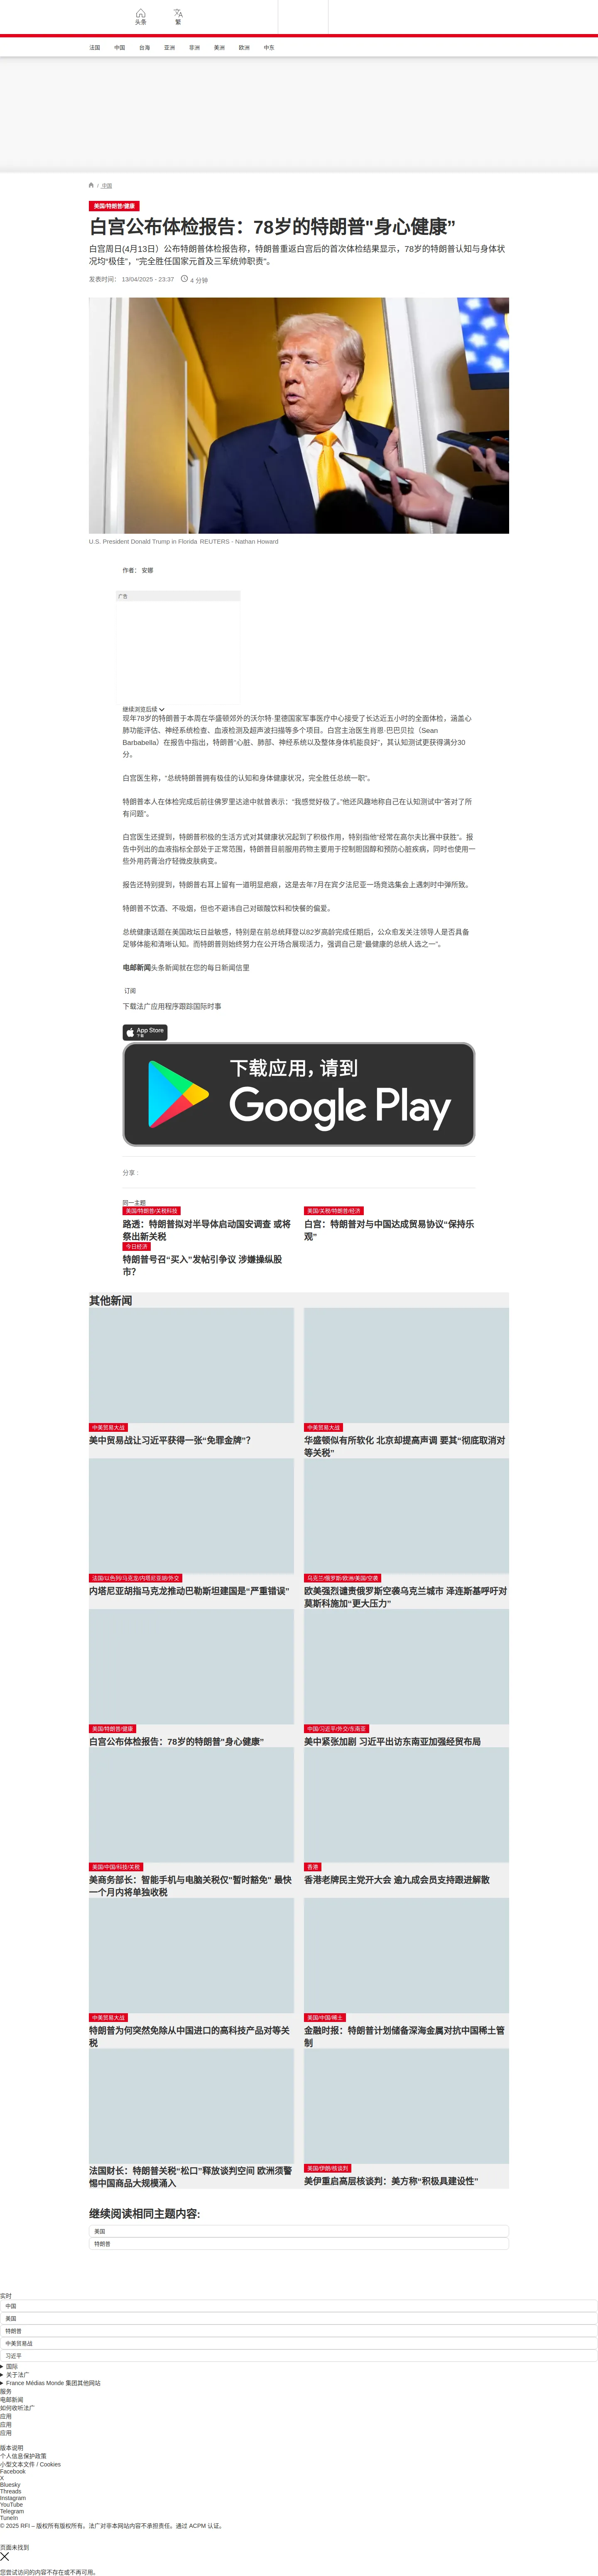 头条
繁
法国 中国 台海 亚洲 非洲 美洲 欧洲 中东
/ 中国
美国/特朗普/健康
白宫公布体检报告：78岁的特朗普"身心健康”
白宫周日(4月13日）公布特朗普体检报告称，特朗普重返白宫后的首次体检结果显示，78岁的特朗普认知与身体状
况均“极佳”，"完全胜任国家元首及三军统帅职责"。
发表时间： 13/04/2025 - 23:37 4 分钟
U.S. President Donald Trump in Florida REUTERS - Nathan Howard
作者： 安娜
广告
继续浏览后续
现年78岁的特朗普于本周在华盛顿郊外的沃尔特·里德国家军事医疗中心接受了长达近五小时的全面体检，涵盖心
肺功能评估、神经系统检查、血液检测及超声波扫描等多个项目。白宫主治医生肖恩·巴巴贝拉（Sean
Barbabella）在报告中指出，特朗普“心脏、肺部、神经系统以及整体身体机能良好”，其认知测试更获得满分30
分。
白宫医生称，“总统特朗普拥有极佳的认知和身体健康状况，完全胜任总统一职”。
特朗普本人在体检完成后前往佛罗里达途中就曾表示：“我感觉好极了。”他还风趣地称自己在认知测试中“答对了所
有问题”。
白宫医生还提到，特朗普积极的生活方式对其健康状况起到了积极作用，特别指他“经常在高尔夫比赛中获胜”。报
告中列出的血液指标全部处于正常范围，特朗普目前服用药物主要用于控制胆固醇和预防心脏疾病，同时也使用一
些外用药膏治疗轻微皮肤病变。
报告还特别提到，特朗普右耳上留有一道明显疤痕，这是去年7月在宾夕法尼亚一场竞选集会上遇刺时中弹所致。
特朗普不饮酒、不吸烟，但也不避讳自己对碳酸饮料和快餐的偏爱。
总统健康话题在美国政坛日益敏感，特别是在前总统拜登以82岁高龄完成任期后，公众愈发关注领导人是否具备
足够体能和清晰认知。而特朗普则始终努力在公开场合展现活力，强调自己是“最健康的总统人选之一”。
电邮新闻头条新闻就在您的每日新闻信里
订阅
下载法广应用程序跟踪国际时事
App Store
下载
下载应用，请到
Google Play
分享 :
同一主题
美国/特朗普/关税科技
路透：特朗普拟对半导体启动国安调查 或将
祭出新关税
美国/关税/特朗普/经济
白宫：特朗普对与中国达成贸易协议“保持乐
观”
今日经济
特朗普号召“买入”发帖引争议 涉嫌操纵股
市？
其他新闻
中美贸易大战
美中贸易战让习近平获得一张“免罪金牌”？
中美贸易大战
华盛顿似有所软化 北京却提高声调 要其“彻底取消对
等关税”
法国/以色列/马克龙/内塔尼亚胡/外交
内塔尼亚胡指马克龙推动巴勒斯坦建国是“严重错误”
乌克兰/俄罗斯/欧洲/美国/空袭
欧美强烈谴责俄罗斯空袭乌克兰城市 泽连斯基呼吁对
莫斯科施加“更大压力”
美国/特朗普/健康
白宫公布体检报告：78岁的特朗普"身心健康”
中国/习近平/外交/东南亚
美中紧张加剧 习近平出访东南亚加强经贸布局
美国/中国/科技/关税
美商务部长：智能手机与电脑关税仅"暂时豁免" 最快
一个月内将单独收税
香港
香港老牌民主党开大会 逾九成会员支持跟进解散
中美贸易大战
特朗普为何突然免除从中国进口的高科技产品对等关
税
美国/中国/稀土
金融时报：特朗普计划储备深海金属对抗中国稀土管
制
法国财长：特朗普关税“松口”释放谈判空间 欧洲须警
惕中国商品大规模涌入
美国/伊朗/核谈判
美伊重启高层核谈判：美方称“积极具建设性”
继续阅读相同主题内容:
美国
特朗普
实时
中国
美国
特朗普
中美贸易战
习近平
国际
关于法广
France Médias Monde 集团其他网站
服务
电邮新闻
如何收听法广
应用
应用
应用
版本说明
个人信息保护政策
小型文本文件 / Cookies
Facebook
X
Bluesky
Threads
Instagram
YouTube
Telegram
TuneIn
© 2025 RFI – 版权所有版权所有。法广对非本网站内容不承担责任。通过 ACPM 认证。
页面未找到
您尝试访问的内容不存在或不再可用。